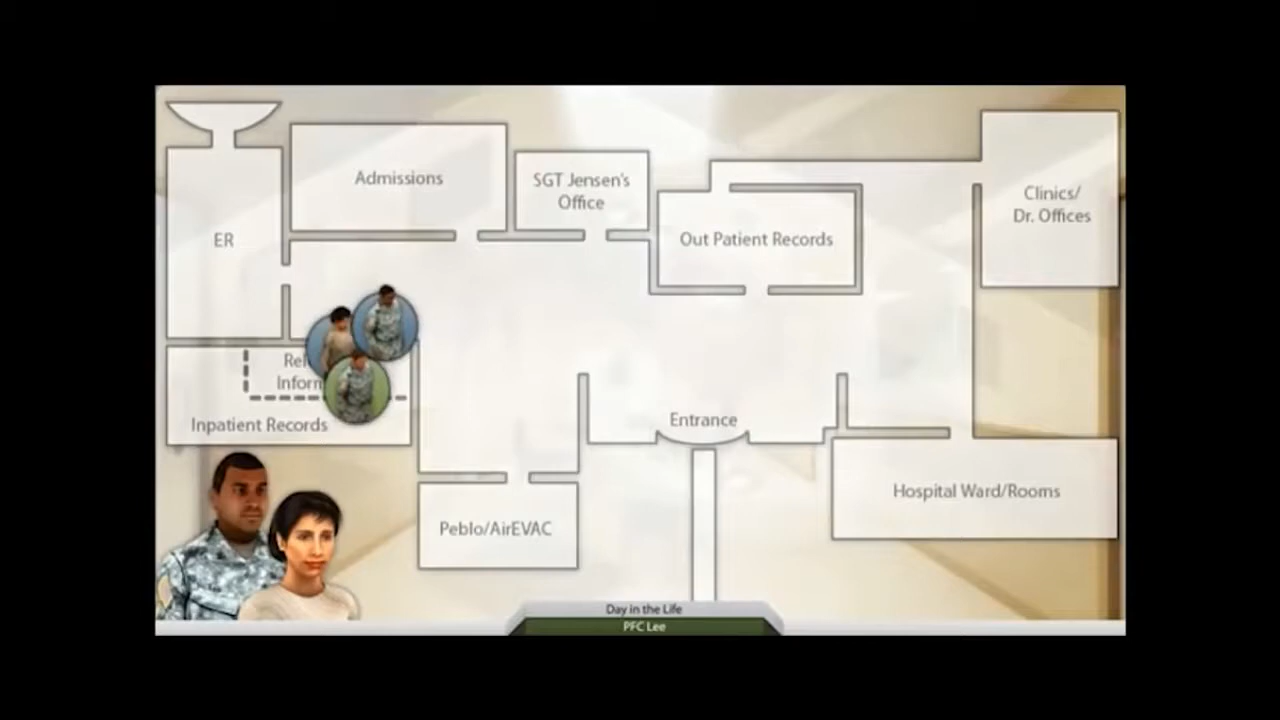 Admissions
SGT Jensen's
Office
Clinics/
Dr. Offices
ER
Out Patient Records
Inpatient Records
Entrance
Hospital Ward/Rooms
Peblo/AirEVAC
Day in the Life
PFC Lee